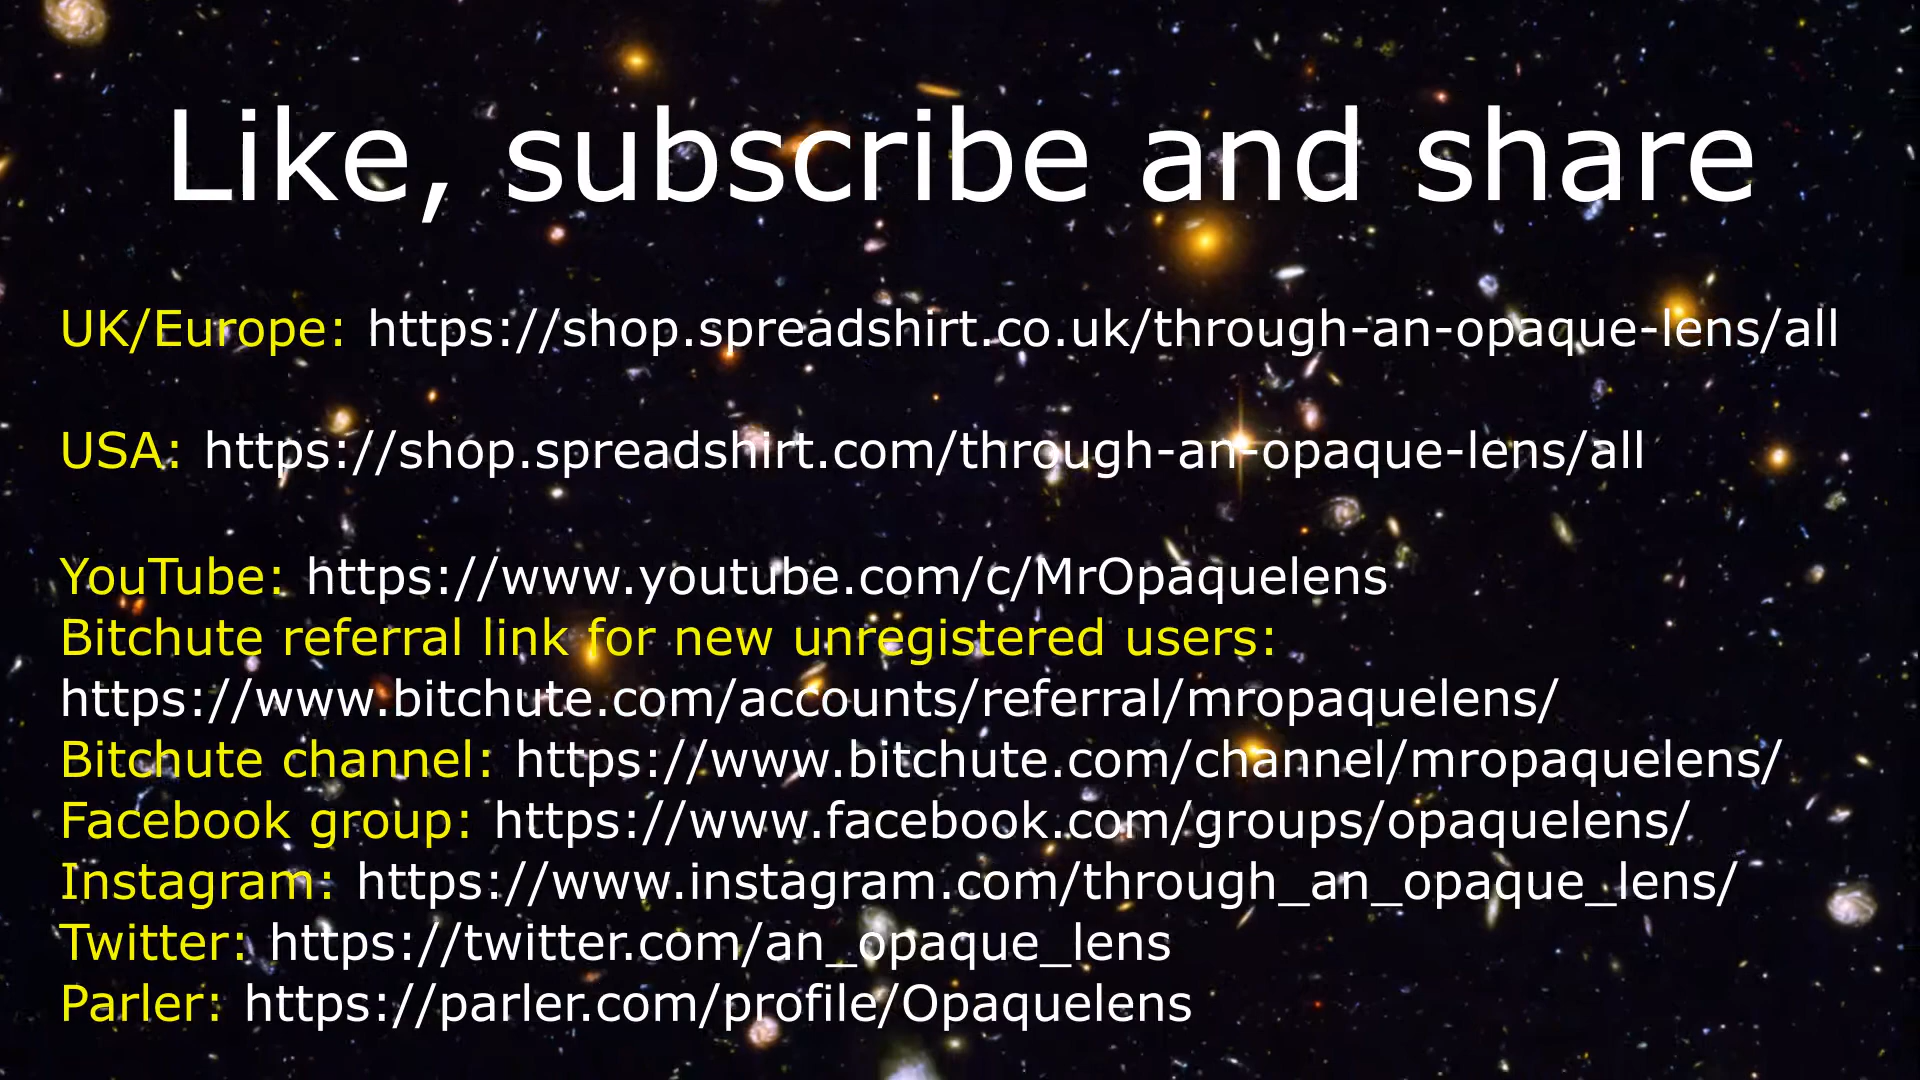 Like, subscribe and share
UK/Europe: https://shop.spreadshirt.co.uk/through-an-opaque-lens/all
USA: https://shop.spreadshirt.com/through-an-opaque-lens/all
YouTube: https://www.youtube.com/c/MrOpaquelens
Bitchute referral link for new unregistered users:
https://www.bitchute.com/accounts/referral/mropaquelens/
Bitchute channel: https://www.bitchute.com/channel/mropaquelens/
Facebook group: https://www.facebook.com/groups/opaquelens/
Instagram: https://www.instagram.com/through_an_opaque_lens/
Twitter: https://twitter.com/an_opaque_lens
Parler: https://parler.com/profile/Opaquelens